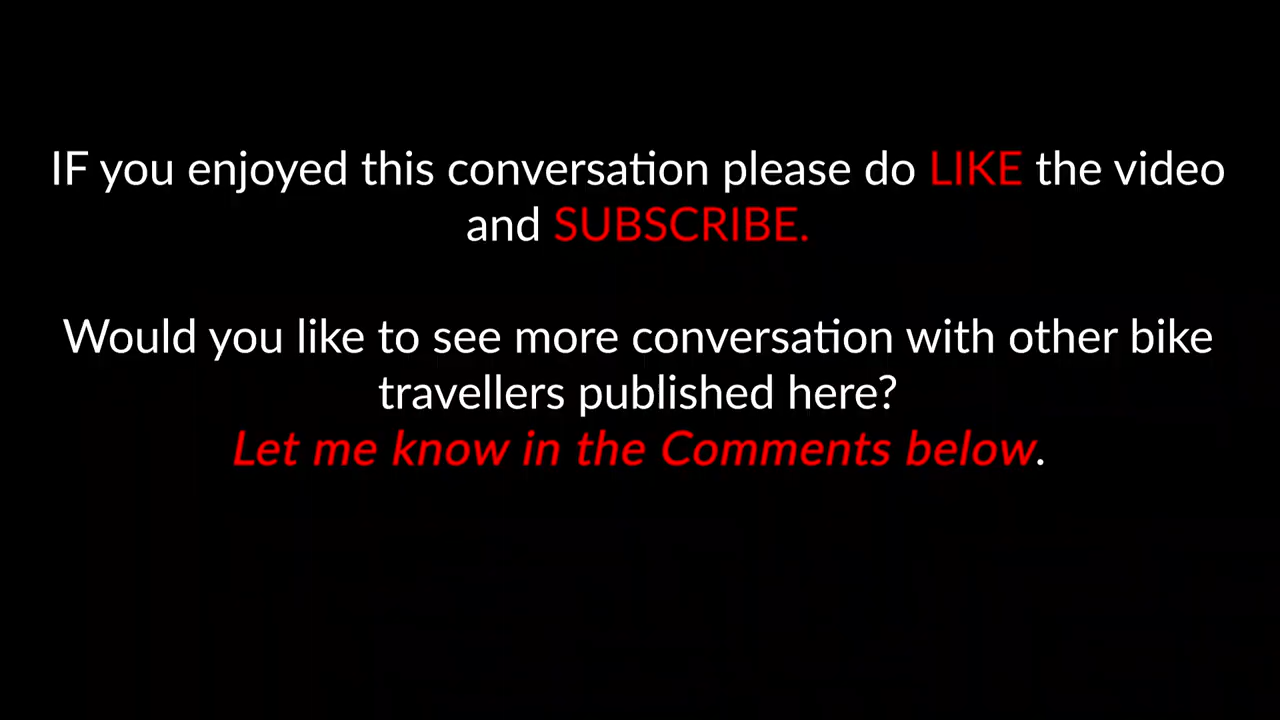 IF you enjoyed this conversation please do LIKE the video
and SUBSCRIBE.
Would you like to see more conversation with other bike
travellers published here?
Let me know in the Comments below.